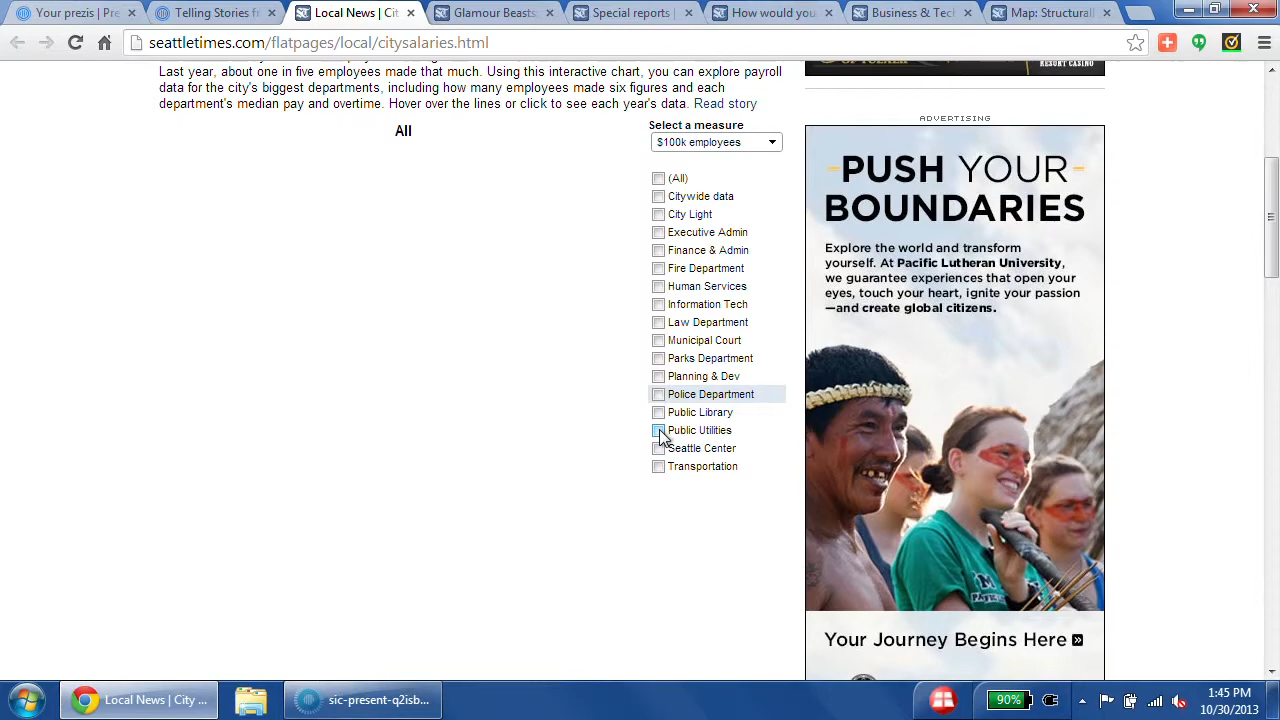 Your prezis | Pre
Telling Stories fr
Local News | Cit
Glamour Beasts:
Special reports |
How would you
Business & Tech
Map: Structurall
seattletimes.com/flatpages/local/citysalaries.html
Last year, about one in five employees made that much. Using this interactive chart, you can explore payroll
data for the city's biggest departments, including how many employees made six figures and each
department's median pay and overtime. Hover over the lines or click to see each year's data. Read story
RESORT CASINO
All
Select a measure
$100k employees
(All)
Citywide data
City Light
Executive Admin
Finance & Admin
Fire Department
Human Services
Information Tech
Law Department
Municipal Court
Parks Department
Planning & Dev
Police Department
Public Library
Public Utilities
Seattle Center
Transportation
ADVERTISING
PUSH YOUR
BOUNDARIES
Explore the world and transform
yourself. At Pacific Lutheran University,
we guarantee experiences that open your
eyes, touch your heart, ignite your passion
—and create global citizens.
Your Journey Begins Here »
Local News | City ...
sic-present-q2isb...
90%
1:45 PM
10/30/2013